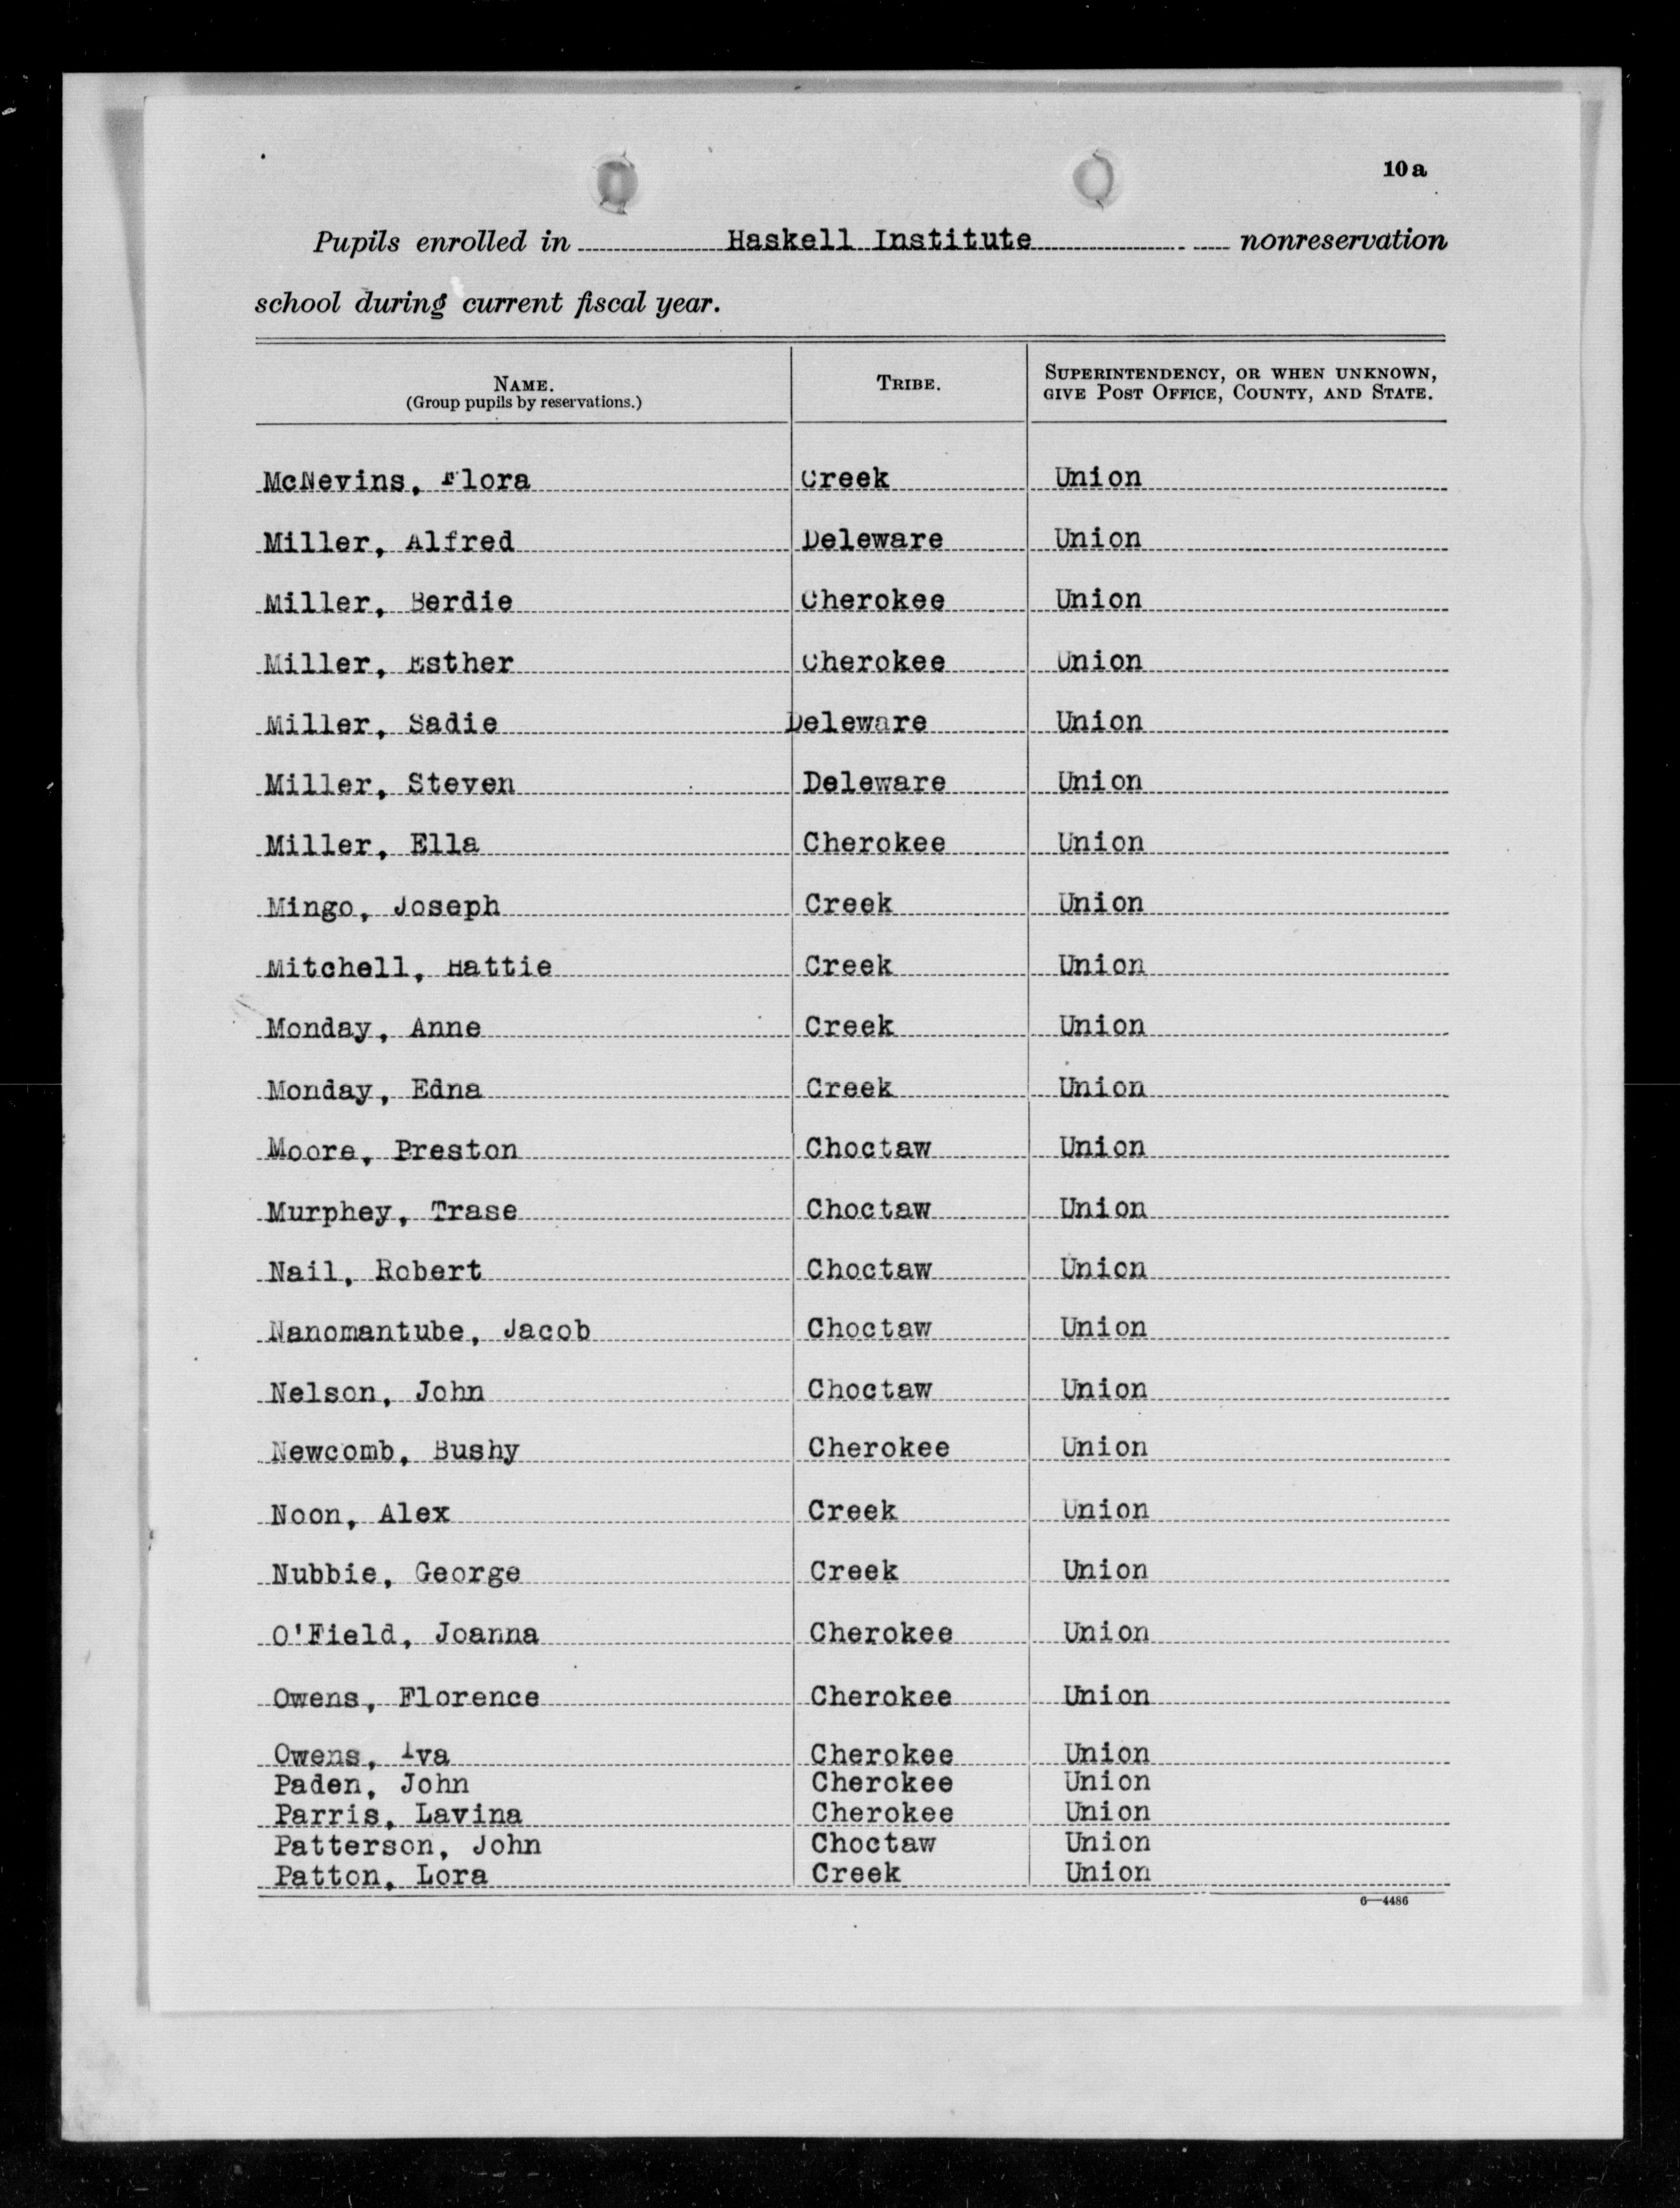 10 a
Pupils enrolled in Haskell Institute nonreservation
school during current fiscal year.
NAME. TRIBE. SUPERINTENDENCY, OR WHEN UNKNOWN,
(Group pupils by reservations.) GIVE POST OFFICE, COUNTY, AND STATE.
McNevins, Flora Creek Union
Miller, Alfred Deleware Union
Miller, Berdie Cherokee Union
Miller, Esther Cherokee Union
Miller, Sadie Deleware Union
Miller, Steven Deleware Union
Miller, Ella Cherokee Union
Mingo, Joseph Creek Union
Mitchell, Hattie Creek Union
Monday, Anne Creek Union
Monday, Edna Creek Union
Moore, Preston Choctaw Union
Murphey, Trase Choctaw Union
Nail, Robert Choctaw Union
Nanomantube, Jacob Choctaw Union
Nelson, John Choctaw Union
Newcomb, Bushy Cherokee Union
Noon, Alex Creek Union
Nubbie, George Creek Union
O'Field, Joanna Cherokee Union
Owens, Florence Cherokee Union
Owens, Iva Cherokee Union
Paden, John Cherokee Union
Parris, Lavina Cherokee Union
Patterson, John Choctaw Union
Patton, Lora Creek Union
6—4486